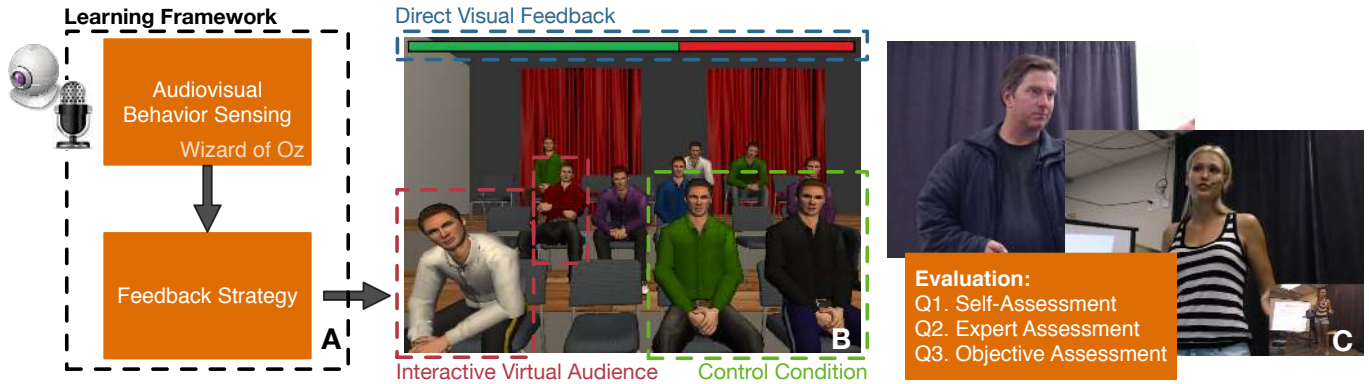 Learning Framework
Audiovisual
Behavior Sensing
Wizard of Oz
Feedback Strategy
A
Direct Visual Feedback
B
Interactive Virtual Audience
Control Condition
Evaluation:
Q1. Self-Assessment
Q2. Expert Assessment
Q3. Objective Assessment
C